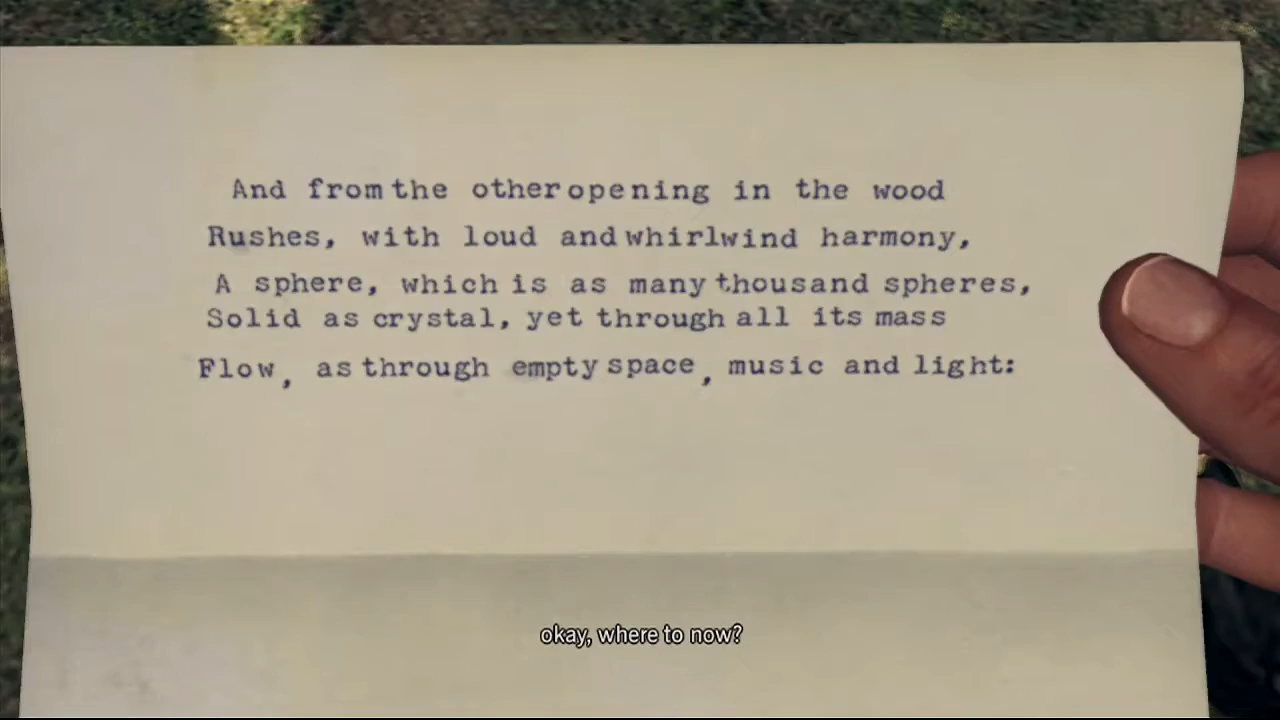 And from the other opening in the wood
Rushes, with loud and whirlwind harmony,
A sphere, which is as many thousand spheres,
Solid as crystal, yet through all its mass
Flow, as through empty space, music and light:
okay, where to now?